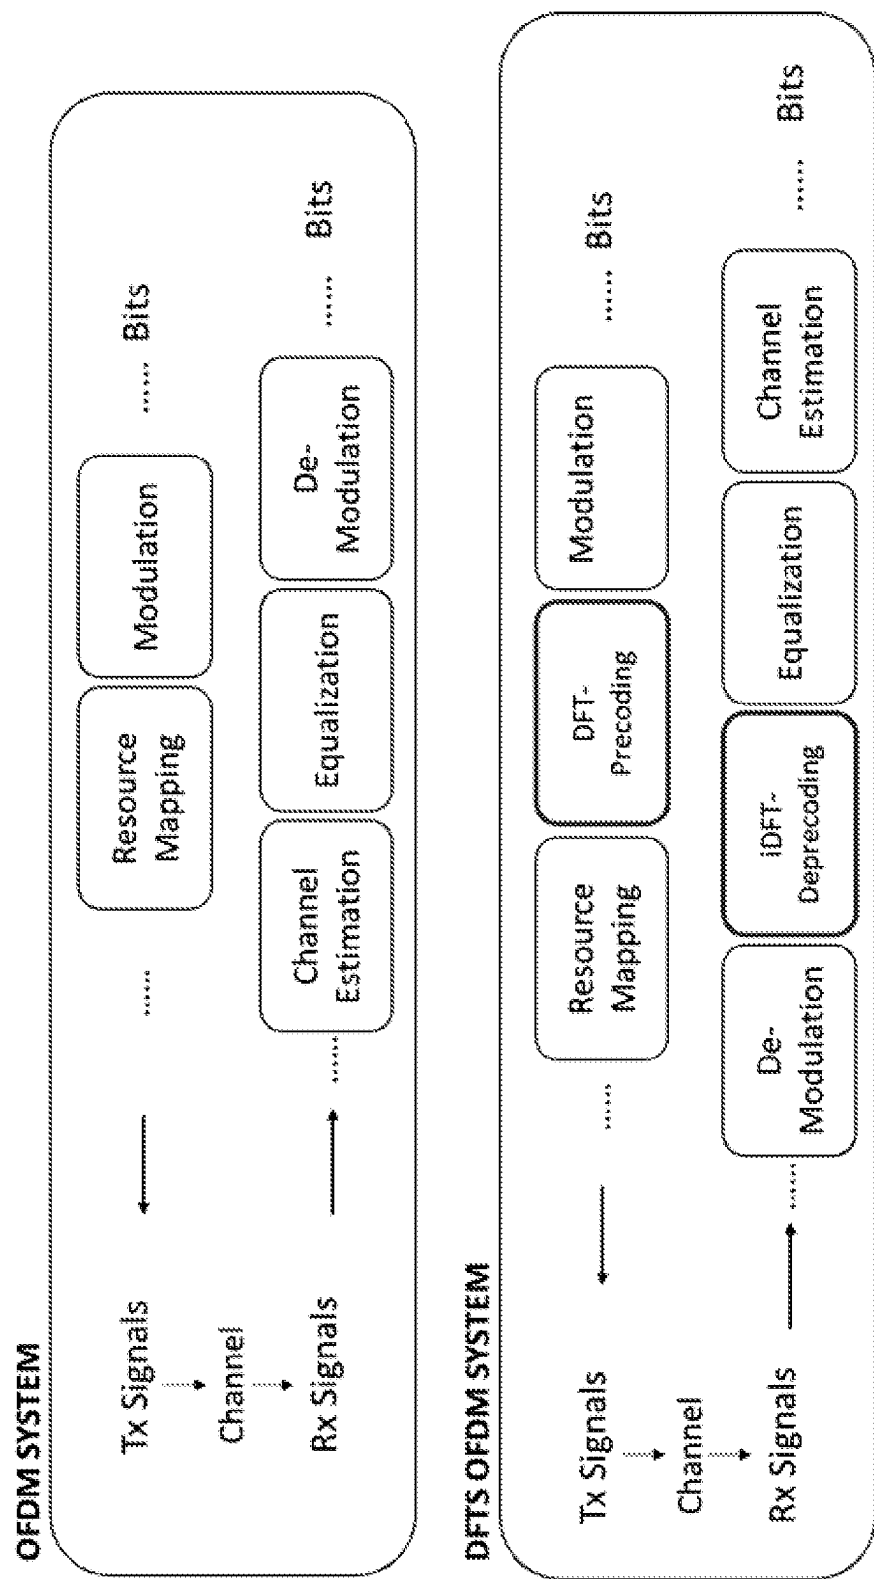 OFDM SYSTEM
Tx Signals
......
Resource
Mapping
Modulation
......
Bits
Channel
Rx Signals
......
Channel
Estimation
Equalization
De-
Modulation
......
Bits
DFTS OFDM SYSTEM
Tx Signals
......
Resource
Mapping
DFT-
Precoding
Modulation
......
Bits
Channel
Rx Signals
......
De-
Modulation
iDFT-
Deprecoding
Equalization
Channel
Estimation
......
Bits